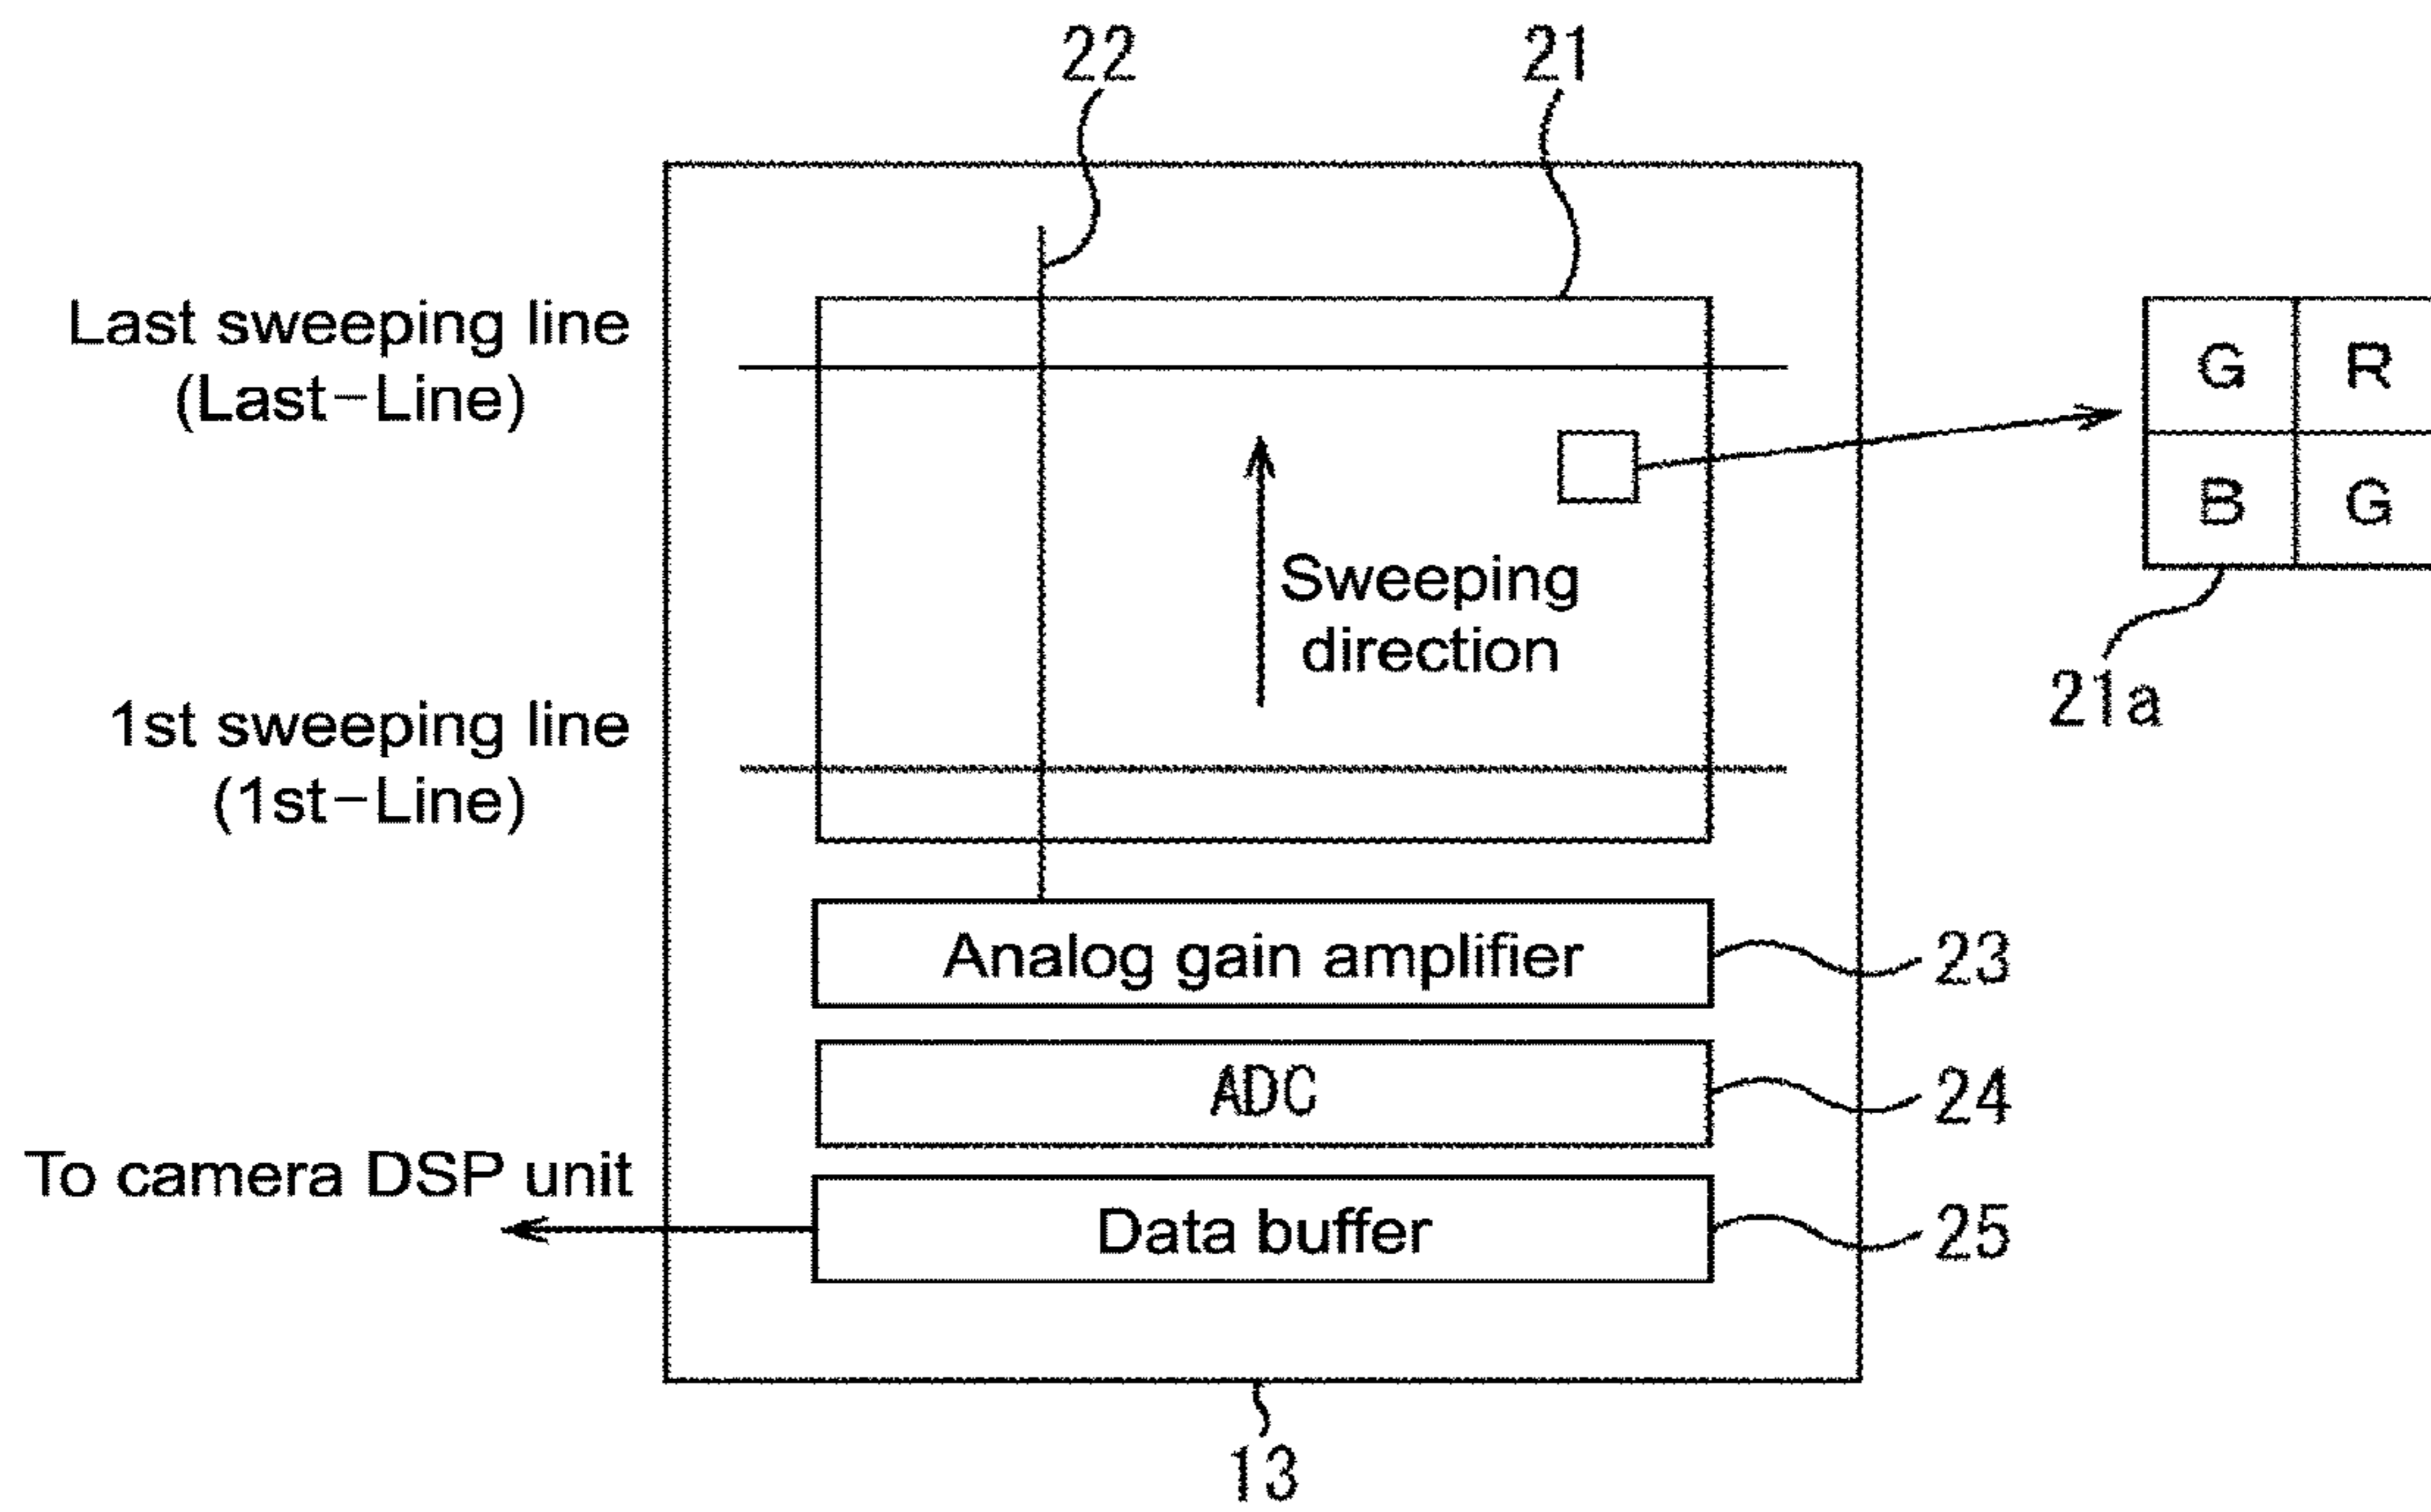 22
21
Last sweeping line
(Last-Line)
G R
B G
Sweeping
direction
21a
1st sweeping line
(1st-Line)
Analog gain amplifier
23
ADC
24
To camera DSP unit
Data buffer
25
13